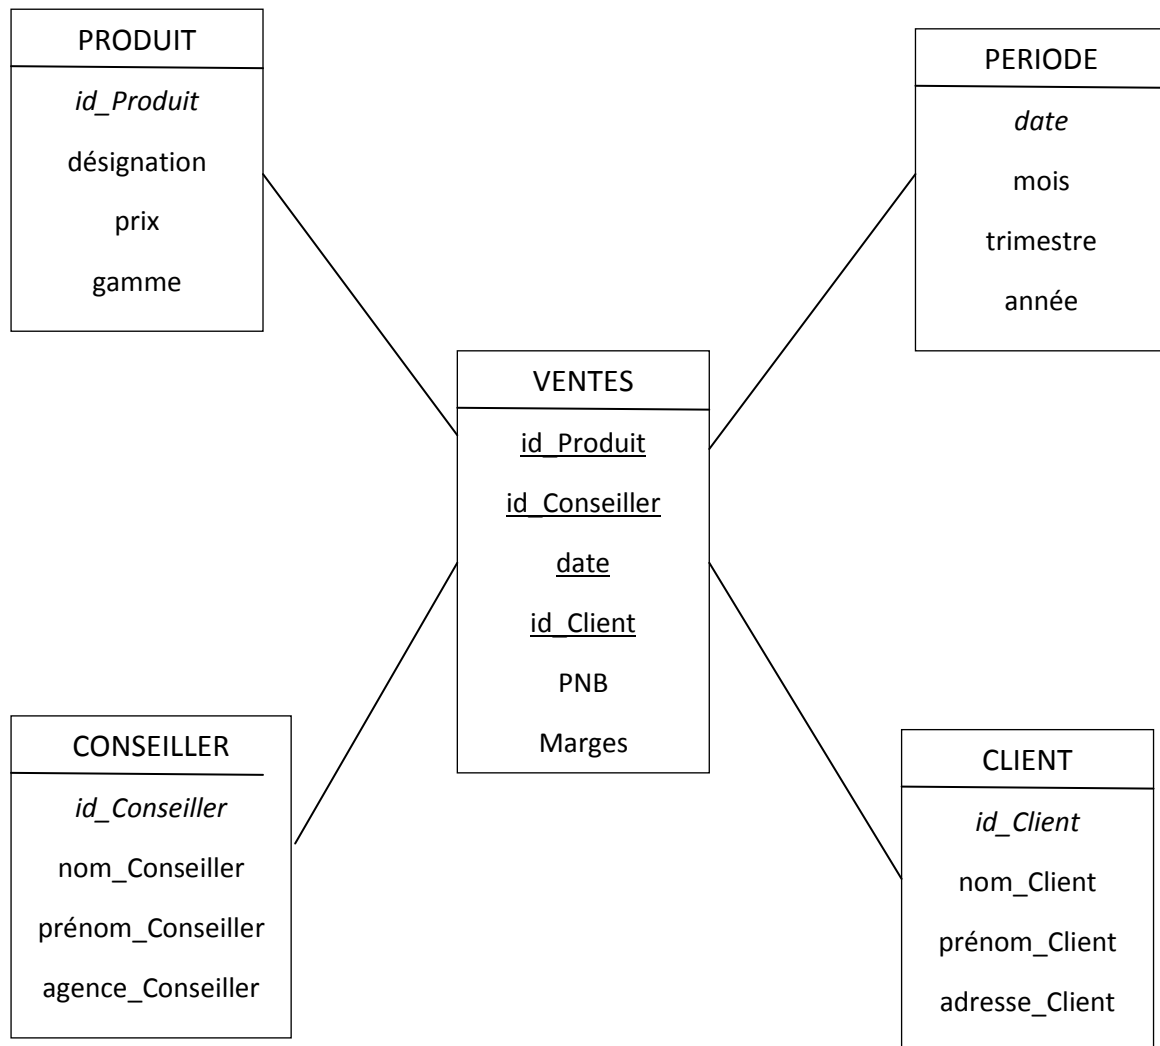 PRODUIT
id_Produit
désignation
prix
gamme
PERIODE
date
mois
trimestre
année
VENTES
id_Produit
id_Conseiller
date
id_Client
PNB
Marges
CONSEILLER
id_Conseiller
nom_Conseiller
prénom_Conseiller
agence_Conseiller
CLIENT
id_Client
nom_Client
prénom_Client
adresse_Client